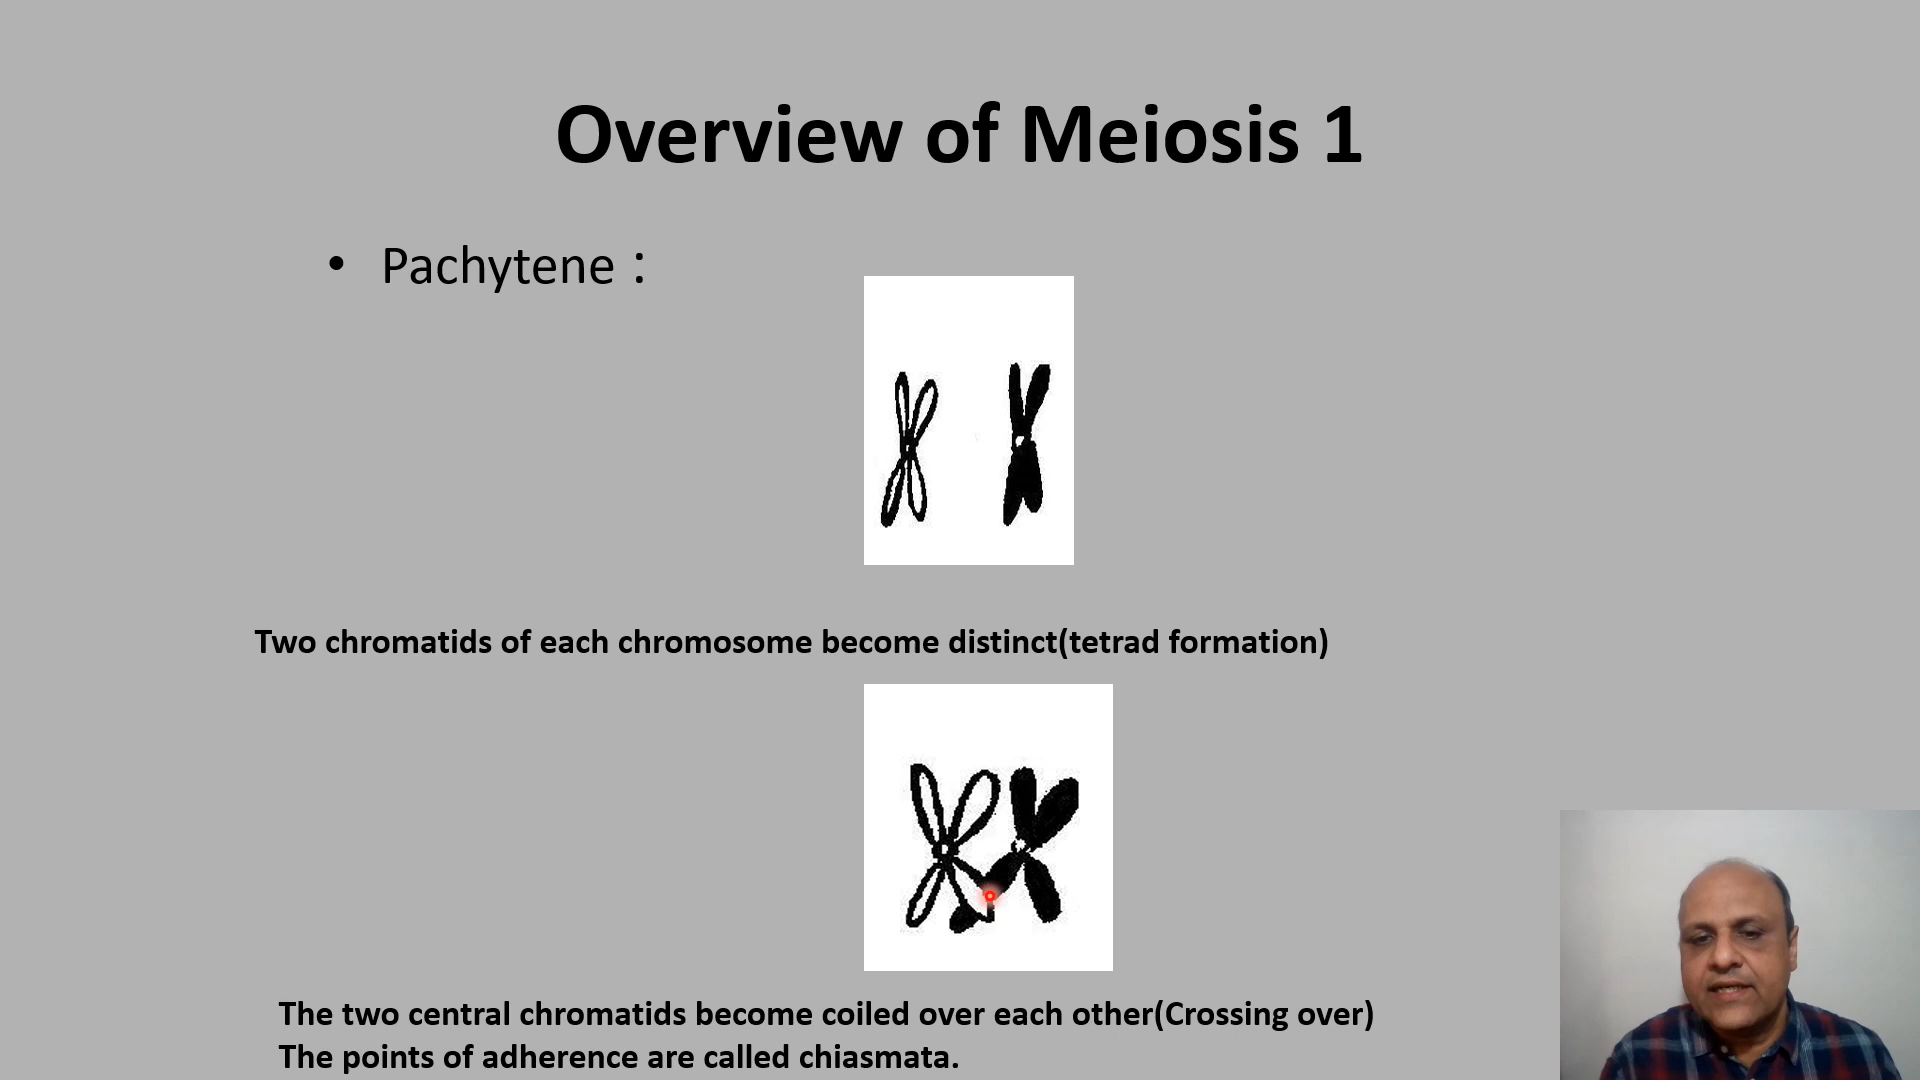 Overview of Meiosis 1
• Pachytene :
Two chromatids of each chromosome become distinct(tetrad formation)
The two central chromatids become coiled over each other(Crossing over)
The points of adherence are called chiasmata.